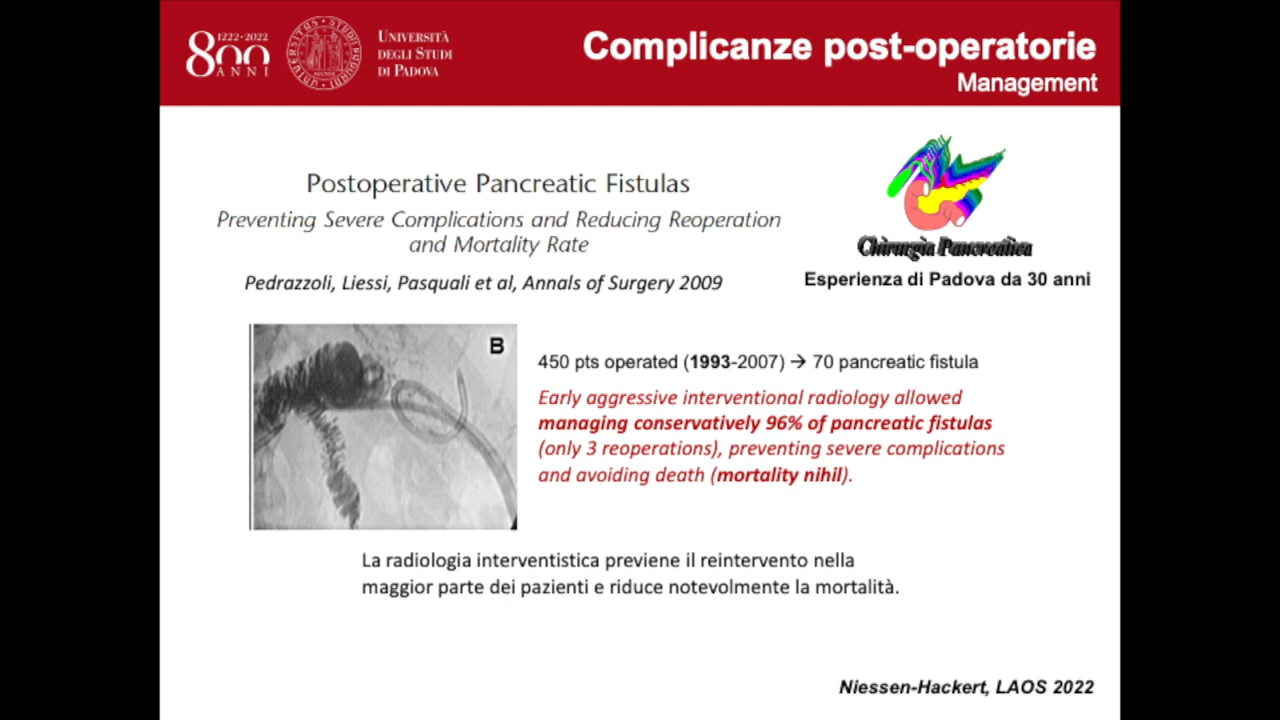 1222·2022
800
ANNI
UNIVERSITÀ
DEGLI STUDI
DI PADOVA
Complicanze post-operatorie
Management
Postoperative Pancreatic Fistulas
Preventing Severe Complications and Reducing Reoperation
and Mortality Rate
Pedrazzoli, Liessi, Pasquali et al, Annals of Surgery 2009
Chirurgia Pancreatica
Esperienza di Padova da 30 anni
B
450 pts operated (1993-2007) → 70 pancreatic fistula
Early aggressive interventional radiology allowed
managing conservatively 96% of pancreatic fistulas
(only 3 reoperations), preventing severe complications
and avoiding death (mortality nihil).
La radiologia interventistica previene il reintervento nella
maggior parte dei pazienti e riduce notevolmente la mortalità.
Niessen-Hackert, LAOS 2022